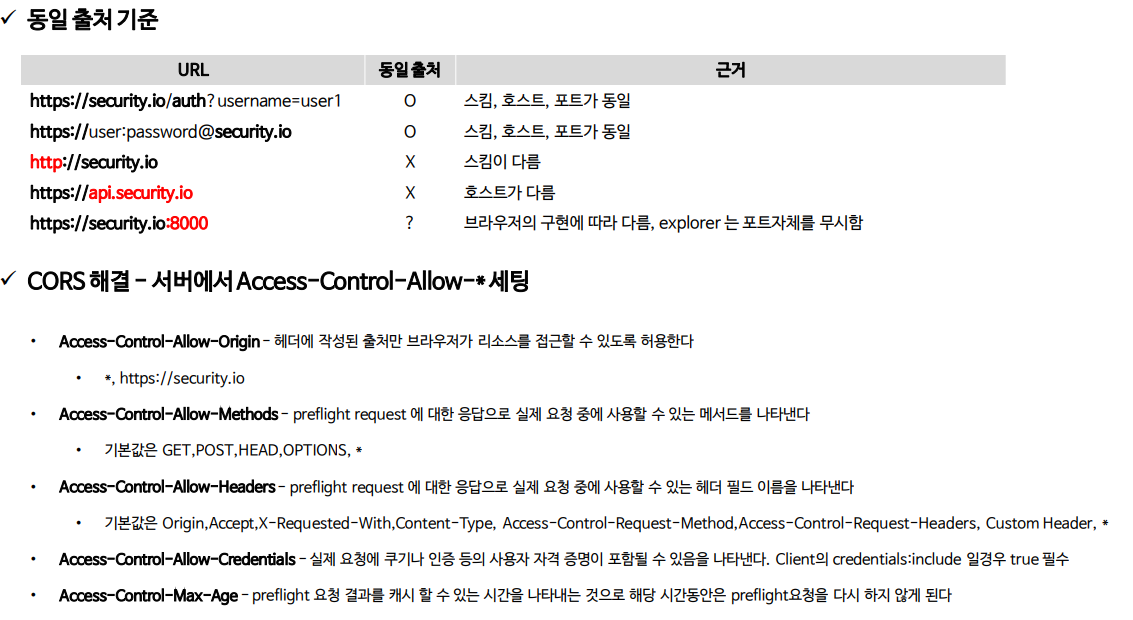 ✓ 동일 출처 기준
URL 동일 출처 근거
https://security.io/auth?username=user1 O 스킴, 호스트, 포트가 동일
https://user:password@security.io O 스킴, 호스트, 포트가 동일
http://security.io X 스킴이 다름
https://api.security.io X 호스트가 다름
https://security.io:8000 ? 브라우저의 구현에 따라 다름, explorer 는 포트자체를 무시함
✓ CORS 해결 – 서버에서 Access-Control-Allow-* 세팅
• Access-Control-Allow-Origin – 헤더에 작성된 출처만 브라우저가 리소스를 접근할 수 있도록 허용한다
• *, https://security.io
• Access-Control-Allow-Methods – preflight request 에 대한 응답으로 실제 요청 중에 사용할 수 있는 메서드를 나타낸다
• 기본값은 GET,POST,HEAD,OPTIONS, *
• Access-Control-Allow-Headers – preflight request 에 대한 응답으로 실제 요청 중에 사용할 수 있는 헤더 필드 이름을 나타낸다
• 기본값은 Origin,Accept,X-Requested-With,Content-Type, Access-Control-Request-Method,Access-Control-Request-Headers, Custom Header, *
• Access-Control-Allow-Credentials – 실제 요청에 쿠기나 인증 등의 사용자 자격 증명이 포함될 수 있음을 나타낸다. Client의 credentials:include 일경우 true 필수
• Access-Control-Max-Age – preflight 요청 결과를 캐시 할 수 있는 시간을 나타내는 것으로 해당 시간동안은 preflight요청을 다시 하지 않게 된다